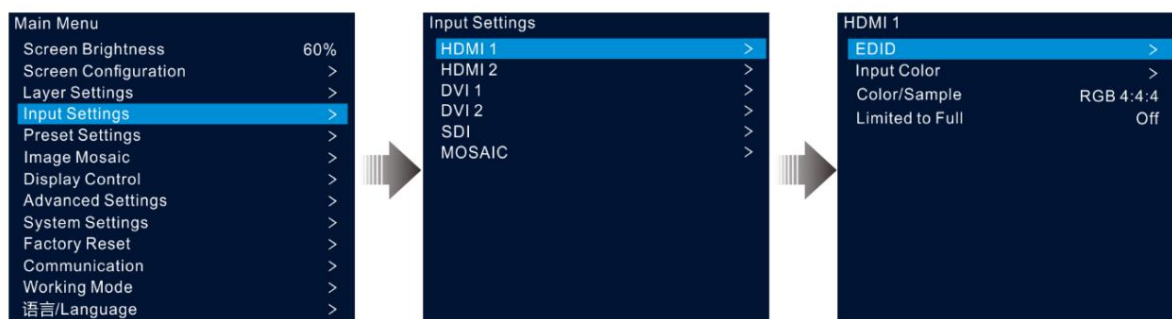 Main Menu
Screen Brightness 60%
Screen Configuration >
Layer Settings >
Input Settings >
Preset Settings >
Image Mosaic >
Display Control >
Advanced Settings >
System Settings >
Factory Reset >
Communication >
Working Mode >
语言/Language >
Input Settings
HDMI 1 >
HDMI 2 >
DVI 1 >
DVI 2 >
SDI >
MOSAIC >
HDMI 1
EDID >
Input Color >
Color/Sample RGB 4:4:4
Limited to Full Off